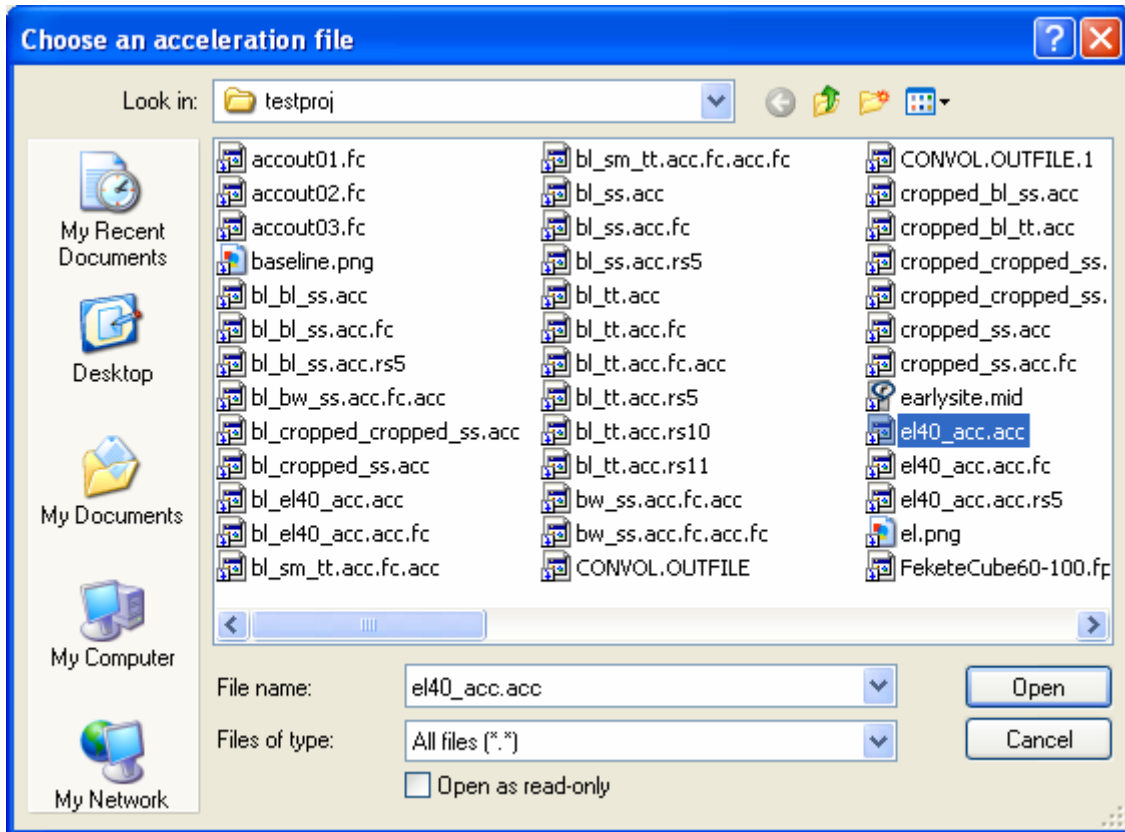 Choose an acceleration file
Look in:
testproj
My Recent
Documents
Desktop
My Documents
My Computer
My Network
accout01.fc
accout02.fc
accout03.fc
baseline.png
bl_bl_ss.acc
bl_bl_ss.acc.fc
bl_bl_ss.acc.rs5
bl_bw_ss.acc.fc.acc
bl_cropped_cropped_ss.acc
bl_cropped_ss.acc
bl_el40_acc.acc
bl_el40_acc.acc.fc
bl_sm_tt.acc.fc.acc
bl_sm_tt.acc.fc.acc.fc
bl_ss.acc
bl_ss.acc.fc
bl_ss.acc.rs5
bl_tt.acc
bl_tt.acc.fc
bl_tt.acc.fc.acc
bl_tt.acc.rs5
bl_tt.acc.rs10
bl_tt.acc.rs11
bw_ss.acc.fc.acc
bw_ss.acc.fc.acc.fc
CONVOL.OUTFILE
CONVOL.OUTFILE.1
cropped_bl_ss.acc
cropped_bl_tt.acc
cropped_cropped_ss.
cropped_cropped_ss.
cropped_ss.acc
cropped_ss.acc.fc
earlysite.mid
el40_acc.acc
el40_acc.acc.fc
el40_acc.acc.rs5
el.png
FeketeCube60-100.fp
File name:
el40_acc.acc
Open
Files of type:
All files (*.*)
Cancel
Open as read-only